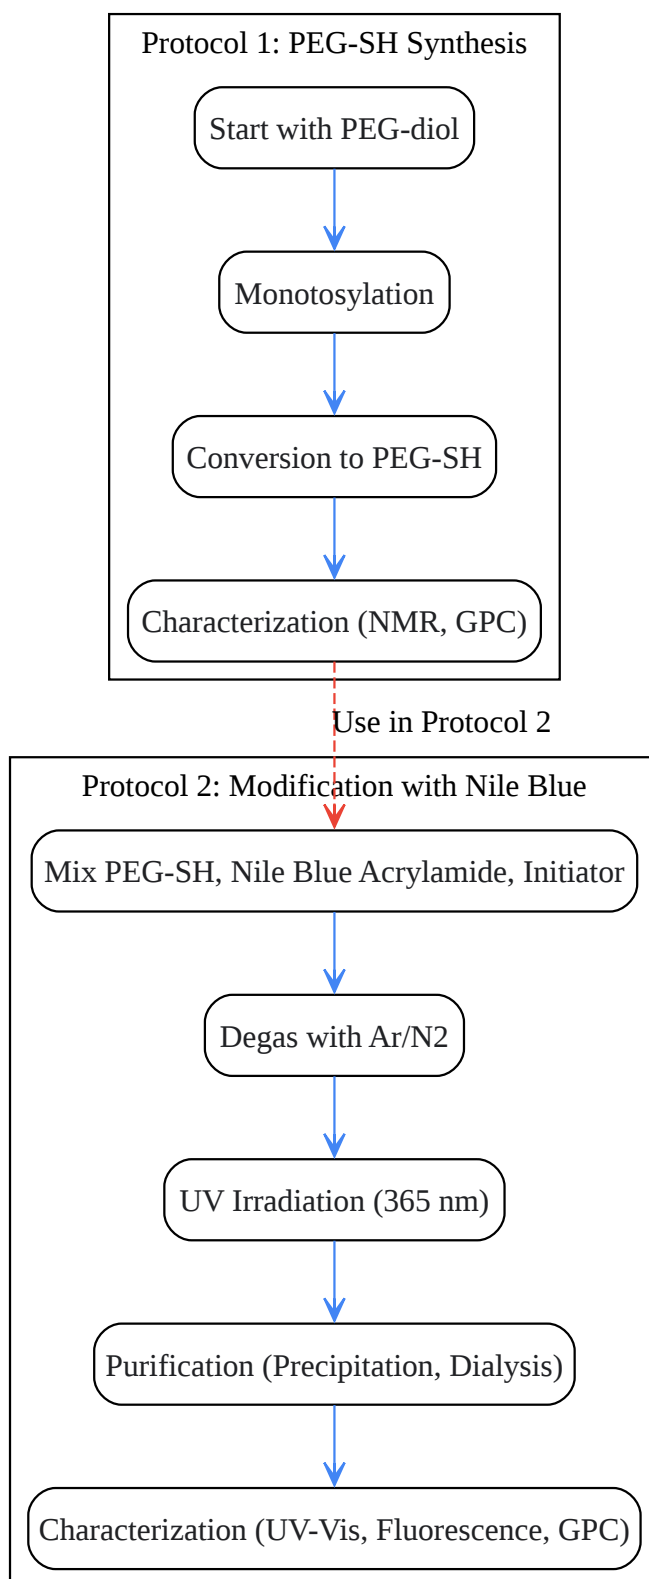 Protocol 1: PEG-SH Synthesis
Start with PEG-diol
Monotosylation
Conversion to PEG-SH
Characterization (NMR, GPC)
Use in Protocol 2
Protocol 2: Modification with Nile Blue
Mix PEG-SH, Nile Blue Acrylamide, Initiator
Degas with Ar/N2
UV Irradiation (365 nm)
Purification (Precipitation, Dialysis)
Characterization (UV-Vis, Fluorescence, GPC)